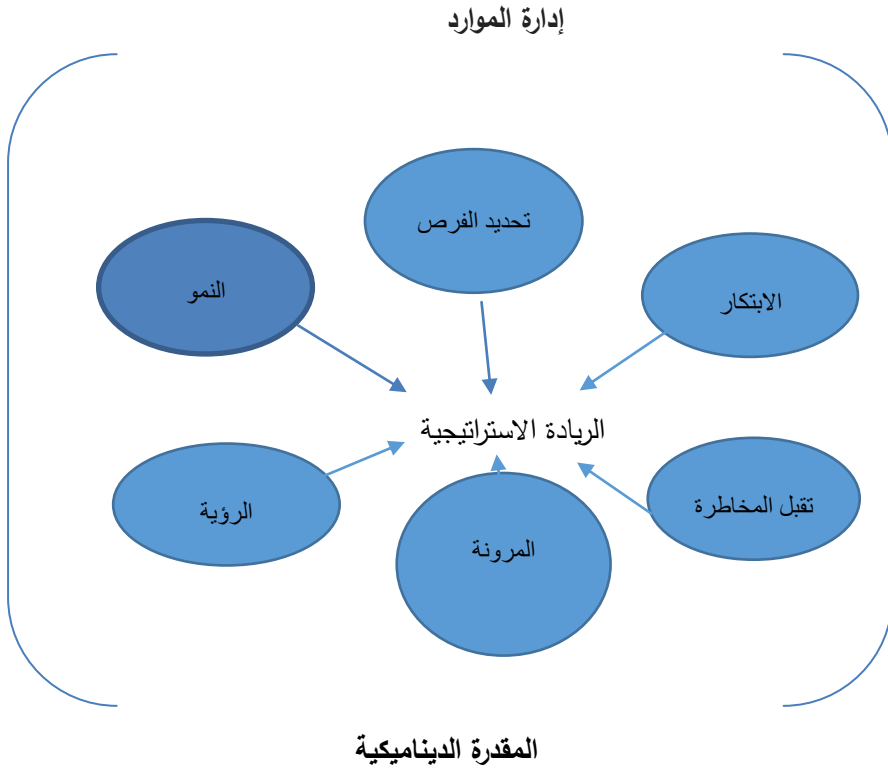 إدارة الموارد
تحديد الفرص
الابتكار
النمو
الريادة الاستراتيجية
تقبل المخاطرة
المرونة
الرؤية
المقدرة الديناميكية